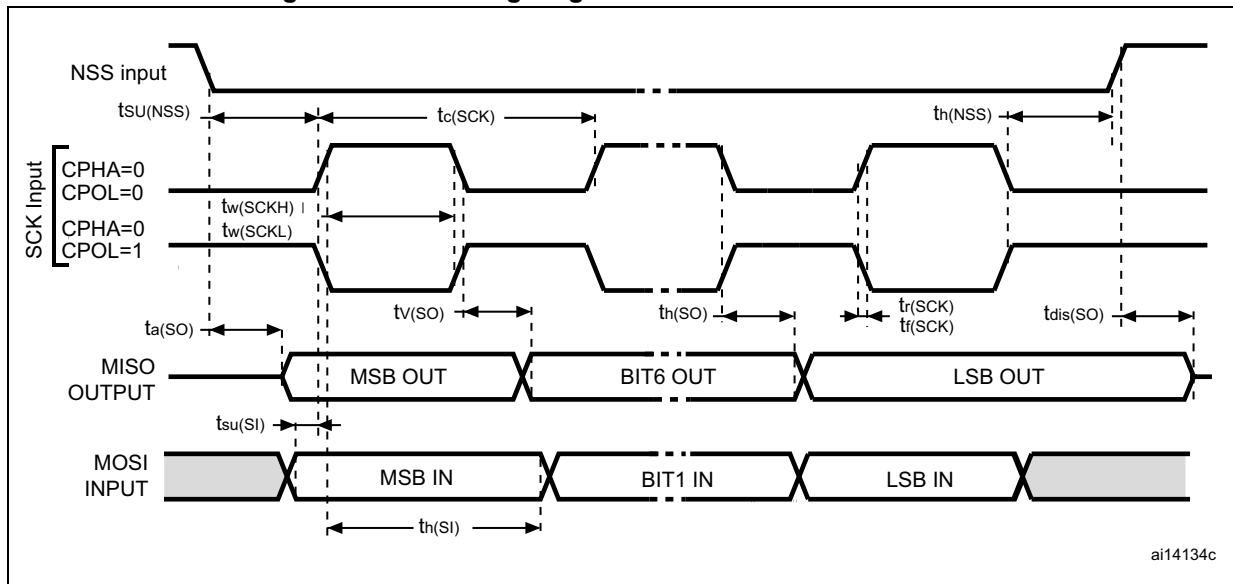 NSS input
tSU(NSS)
tc(SCK)
th(NSS)
SCK Input
CPHA=0
CPOL=0
tw(SCKH)
tw(SCKL)
CPHA=0
CPOL=1
tV(SO)
th(SO)
tr(SCK)
tf(SCK)
tdis(SO)
ta(SO)
MISO
OUTPUT
MSB OUT
BIT6 OUT
LSB OUT
tsu(SI)
MOSI
INPUT
MSB IN
BIT1 IN
LSB IN
th(SI)
ai14134c